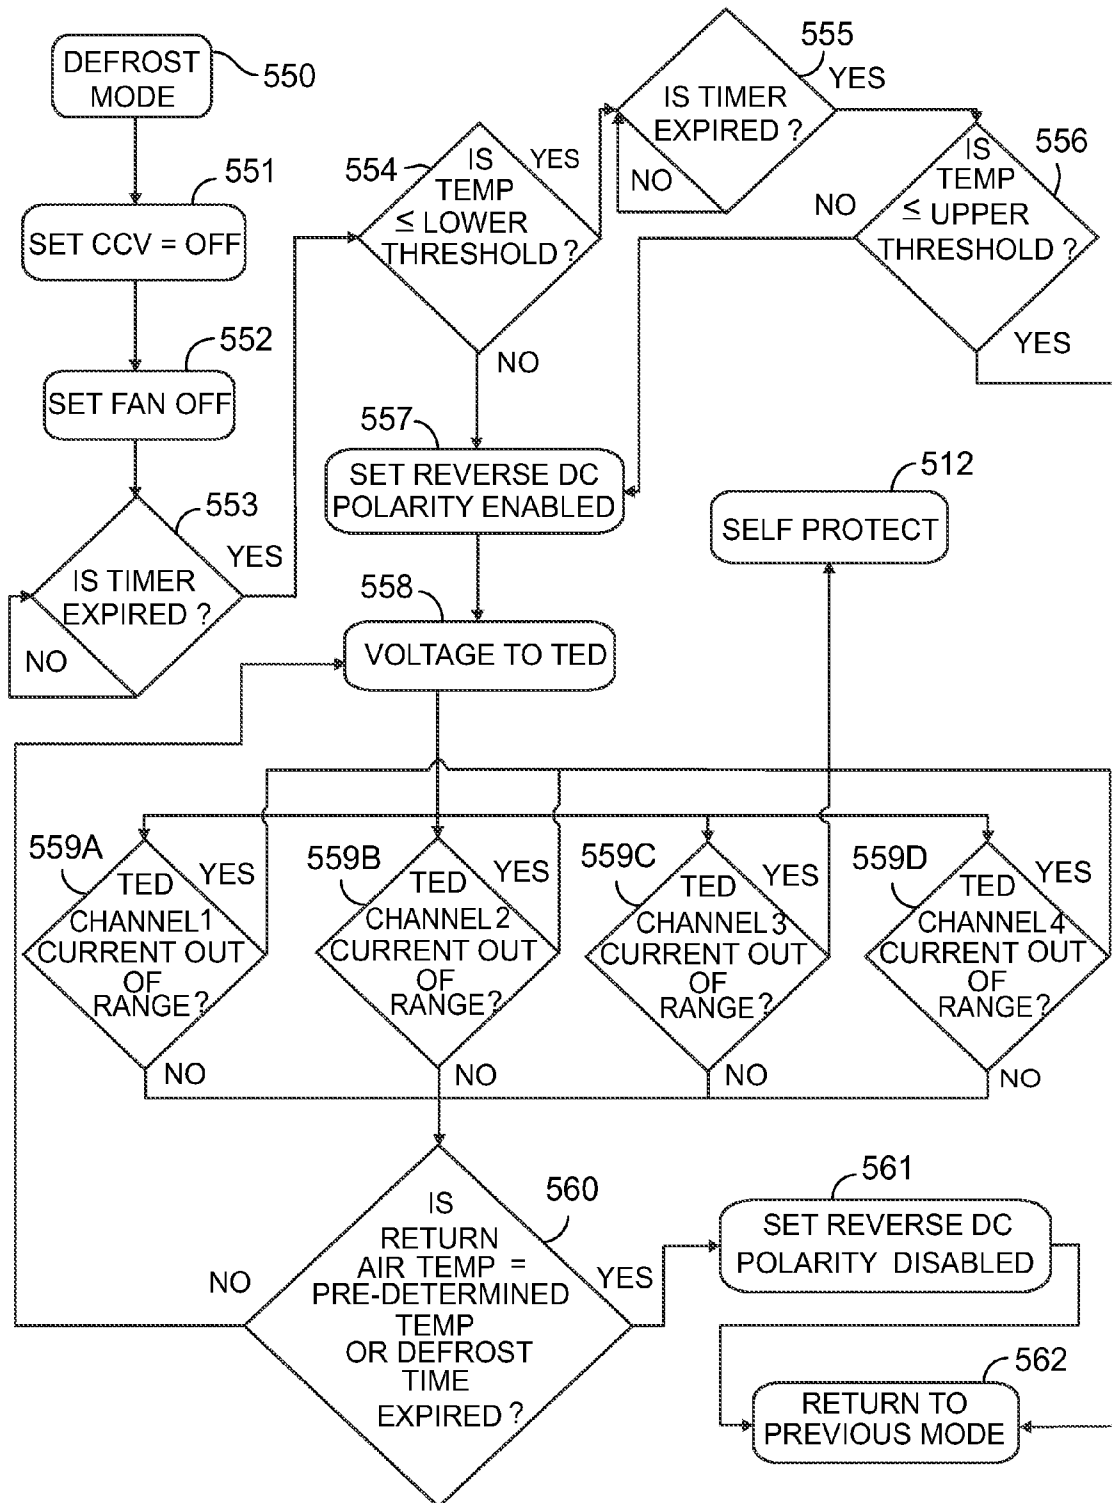 DEFROST
MODE
550
551
SET CCV = OFF
552
SET FAN OFF
553
YES
IS TIMER
EXPIRED ?
NO
554
IS
TEMP
≤ LOWER
THRESHOLD ?
YES
NO
555
YES
IS TIMER
EXPIRED ?
NO
556
IS
TEMP
≤ UPPER
THRESHOLD ?
NO
YES
557
SET REVERSE DC
POLARITY ENABLED
512
SELF PROTECT
558
VOLTAGE TO TED
559A
YES
TED
CHANNEL 1
CURRENT OUT
OF
RANGE?
NO
559B
YES
TED
CHANNEL 2
CURRENT OUT
OF
RANGE?
NO
559C
YES
TED
CHANNEL 3
CURRENT OUT
OF
RANGE?
NO
559D
YES
TED
CHANNEL 4
CURRENT OUT
OF
RANGE?
NO
560
IS
RETURN
AIR TEMP =
PRE-DETERMINED
TEMP
OR DEFROST
TIME
EXPIRED ?
NO
YES
561
SET REVERSE DC
POLARITY DISABLED
562
RETURN TO
PREVIOUS MODE